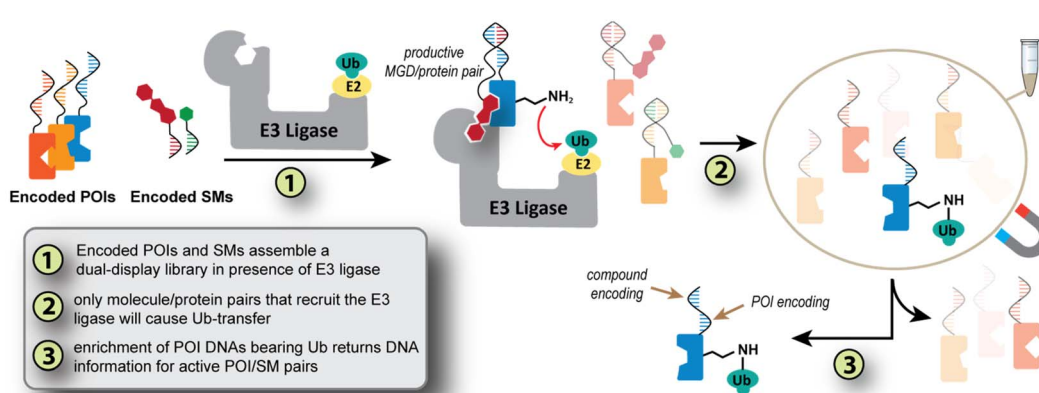 Encoded POIs
Encoded SMs
Ub
E2
E3 Ligase
1
productive
MGD/protein pair
NH₂
Ub
E2
E3 Ligase
2
NH
Ub
1 Encoded POIs and SMs assemble a
dual-display library in presence of E3 ligase
2 only molecule/protein pairs that recruit the E3
ligase will cause Ub-transfer
3 enrichment of POI DNAs bearing Ub returns DNA
information for active POI/SM pairs
compound
encoding
POI encoding
NH
Ub
3